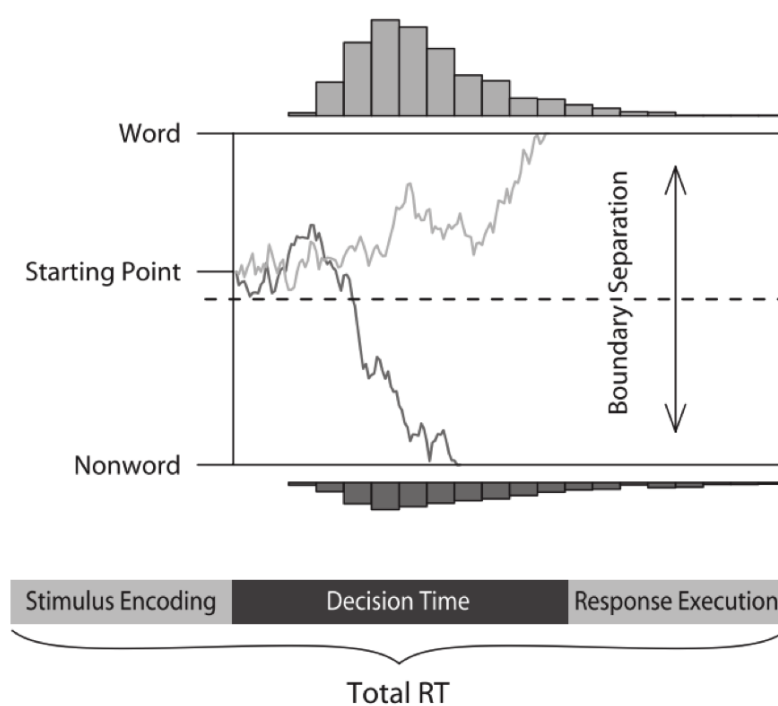 Word
Starting Point
Boundary Separation
Nonword
Stimulus Encoding
Decision Time
Response Execution
Total RT